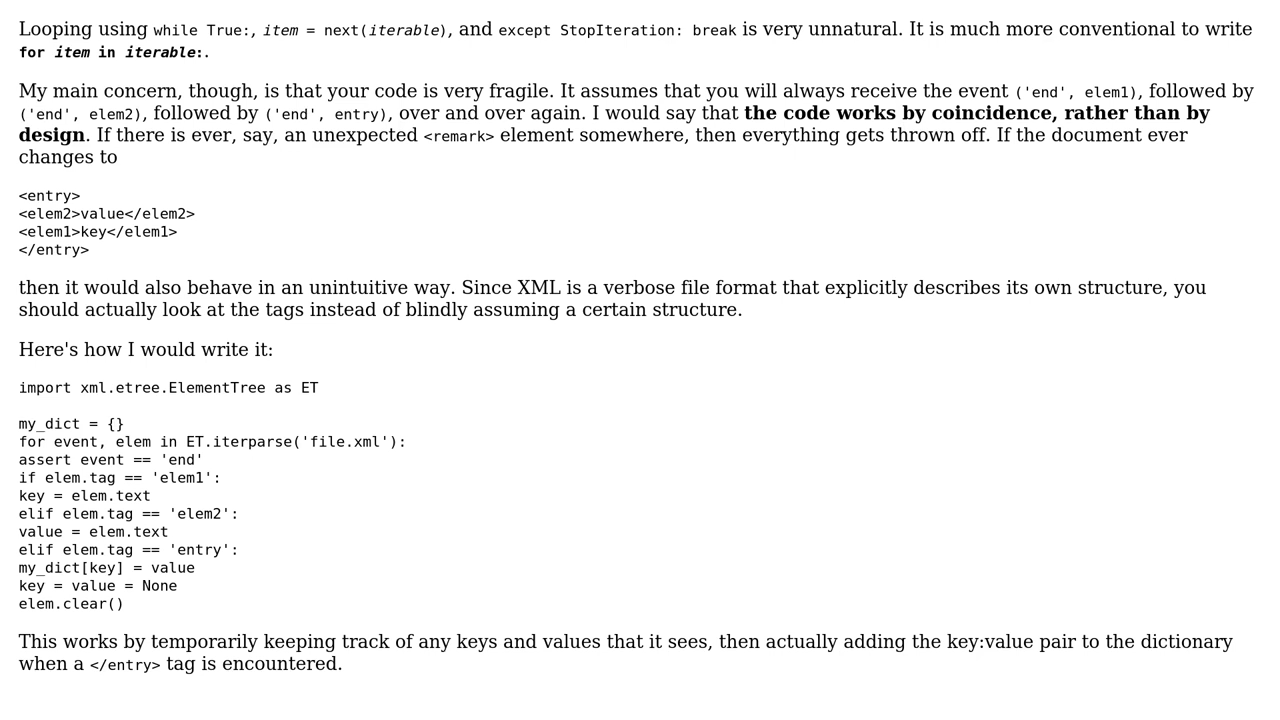 Looping using while True:, item = next(iterable), and except StopIteration: break is very unnatural. It is much more conventional to write
for item in iterable:.
My main concern, though, is that your code is very fragile. It assumes that you will always receive the event ('end', elem1), followed by
('end', elem2), followed by ('end', entry), over and over again. I would say that the code works by coincidence, rather than by
design. If there is ever, say, an unexpected <remark> element somewhere, then everything gets thrown off. If the document ever
changes to
<entry>
<elem2>value</elem2>
<elem1>key</elem1>
</entry>
then it would also behave in an unintuitive way. Since XML is a verbose file format that explicitly describes its own structure, you
should actually look at the tags instead of blindly assuming a certain structure.
Here's how I would write it:
import xml.etree.ElementTree as ET
my_dict = {}
for event, elem in ET.iterparse('file.xml'):
assert event == 'end'
if elem.tag == 'elem1':
key = elem.text
elif elem.tag == 'elem2':
value = elem.text
elif elem.tag == 'entry':
my_dict[key] = value
key = value = None
elem.clear()
This works by temporarily keeping track of any keys and values that it sees, then actually adding the key:value pair to the dictionary
when a </entry> tag is encountered.